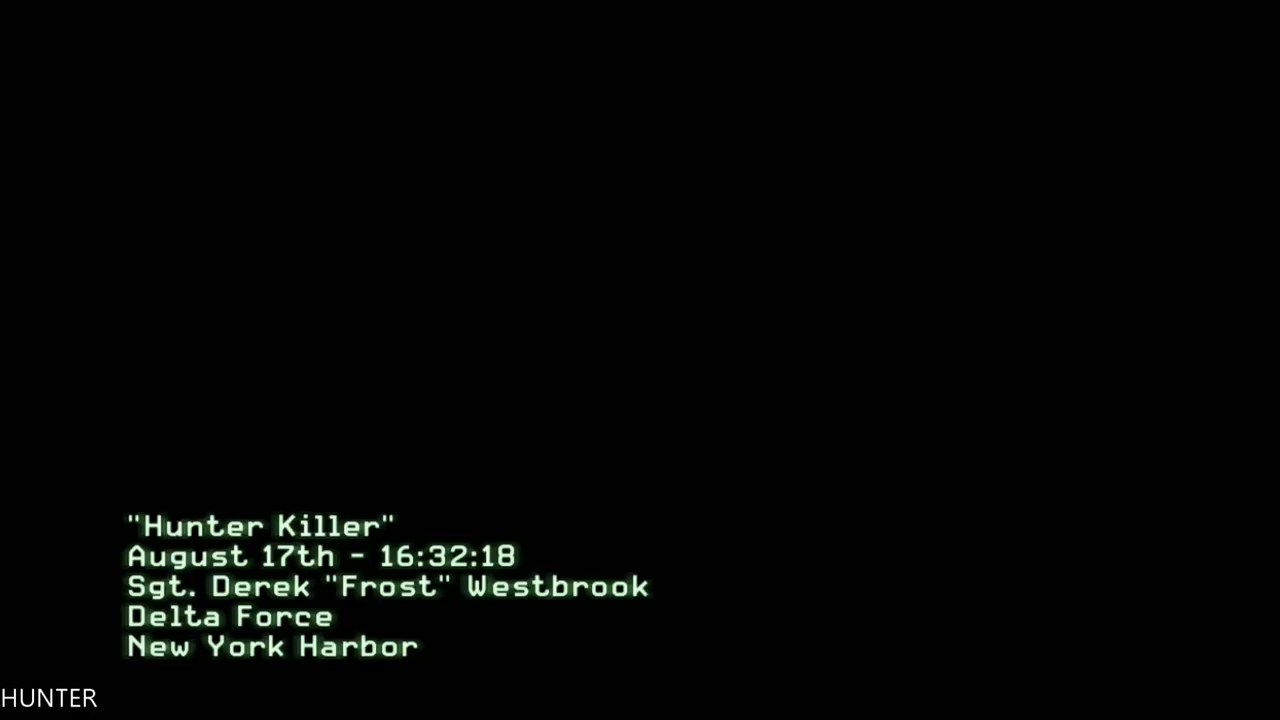 "Hunter Killer"
August 17th - 16:32:18
Sgt. Derek "Frost" Westbrook
Delta Force
New York Harbor
HUNTER